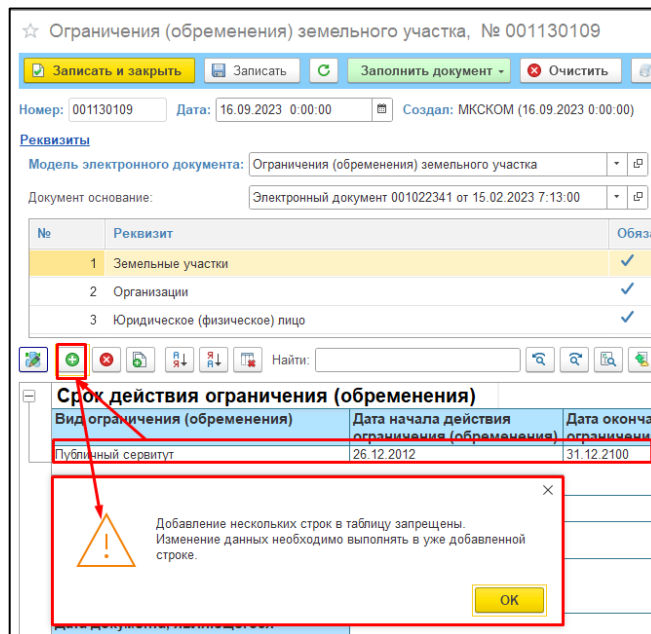 Ограничения (обременения) земельного участка, № 001130109
Записать и закрыть Записать Заполнить документ Очистить
Номер: 001130109 Дата: 16.09.2023 0:00:00 Создал: МКСКОМ (16.09.2023 0:00:00)
Реквизиты
Модель электронного документа: Ограничения (обременения) земельного участка
Документ основание: Электронный документ 001022341 от 15.02.2023 7:13:00
№ Реквизит Обяза
1 Земельные участки
2 Организации
3 Юридическое (физическое) лицо
Найти:
Срок действия ограничения (обременения)
Вид ограничения (обременения) Дата начала действия Дата оконча
ограничения (обременения) ограничени
Публичный сервитут 26.12.2012 31.12.2100
Добавление нескольких строк в таблицу запрещены.
Изменение данных необходимо выполнять в уже добавленной
строке.
OK
Дата документа, являющегося